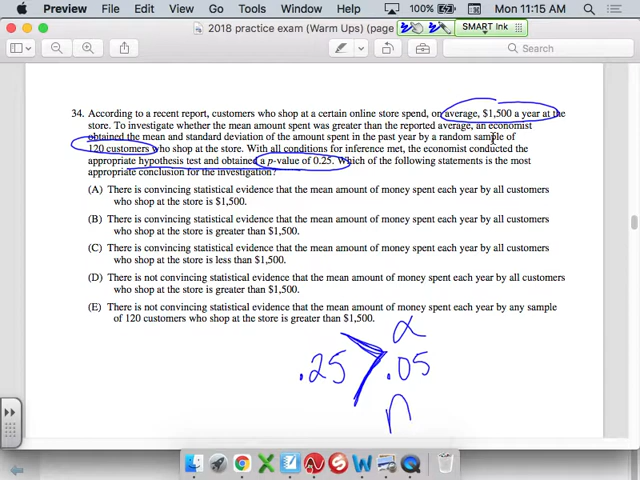 Preview File Edit View Go Tools Window Help 100% Mon 11:15 AM
2018 practice exam (Warm Ups) (page
SMART Ink
Search
34. According to a recent report, customers who shop at a certain online store spend, on average, $1,500 a year at the
store. To investigate whether the mean amount spent was greater than the reported average, an economist
obtained the mean and standard deviation of the amount spent in the past year by a random sample of
120 customers who shop at the store. With all conditions for inference met, the economist conducted the
appropriate hypothesis test and obtained a p-value of 0.25. Which of the following statements is the most
appropriate conclusion for the investigation?
(A) There is convincing statistical evidence that the mean amount of money spent each year by all customers
who shop at the store is $1,500.
(B) There is convincing statistical evidence that the mean amount of money spent each year by all customers
who shop at the store is greater than $1,500.
(C) There is convincing statistical evidence that the mean amount of money spent each year by all customers
who shop at the store is less than $1,500.
(D) There is not convincing statistical evidence that the mean amount of money spent each year by all customers
who shop at the store is greater than $1,500.
(E) There is not convincing statistical evidence that the mean amount of money spent each year by any sample
of 120 customers who shop at the store is greater than $1,500.
α
.25 > .05